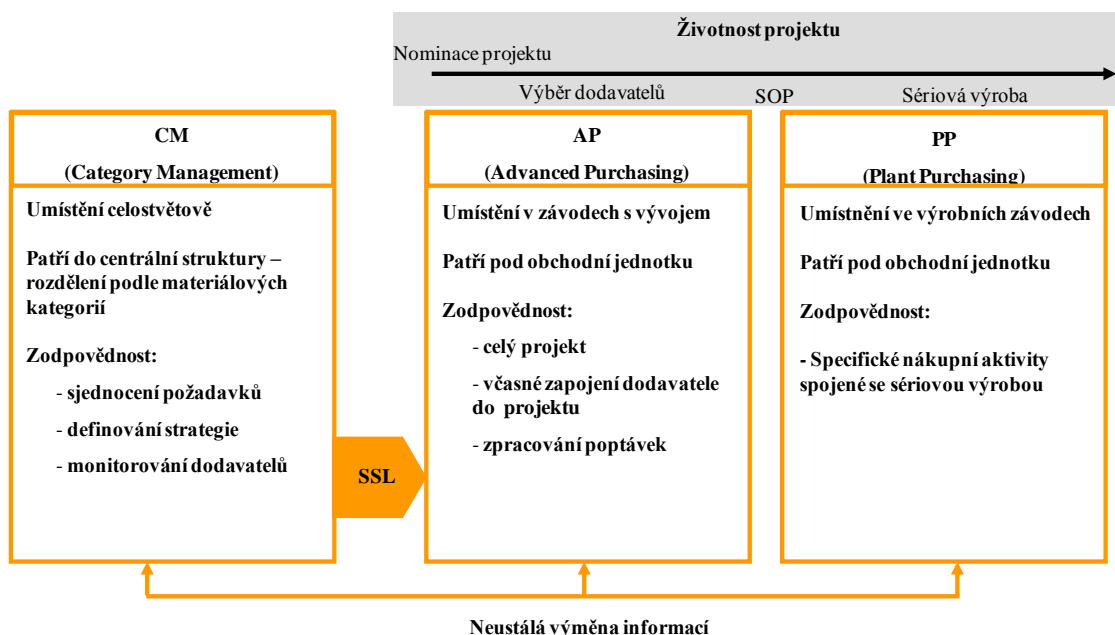 Životnost projektu
Nominace projektu
Výběr dodavatelů
SOP
Sériová výroba
CM
(Category Management)
Umístění celostvětově
Patří do centrální struktury –
rozdělení podle materiálových
kategorií
Zodpovědnost:
- sjednocení požadavků
- definování strategie
- monitorování dodavatelů
SSL
AP
(Advanced Purchasing)
Umístění v závodech s vývojem
Patří pod obchodní jednotku
Zodpovědnost:
- celý projekt
- včasné zapojení dodavatele
do projektu
- zpracování poptávek
PP
(Plant Purchasing)
Umístnění ve výrobních závodech
Patří pod obchodní jednotku
Zodpovědnost:
- Specifické nákupní aktivity
spojené se sériovou výrobou
Neustálá výměna informací